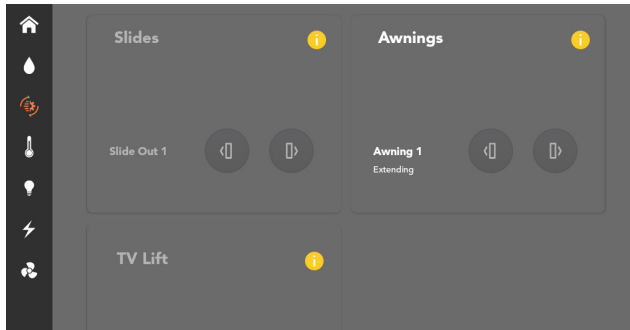 Slides
Awnings
Slide Out 1
Awning 1
Extending
TV Lift